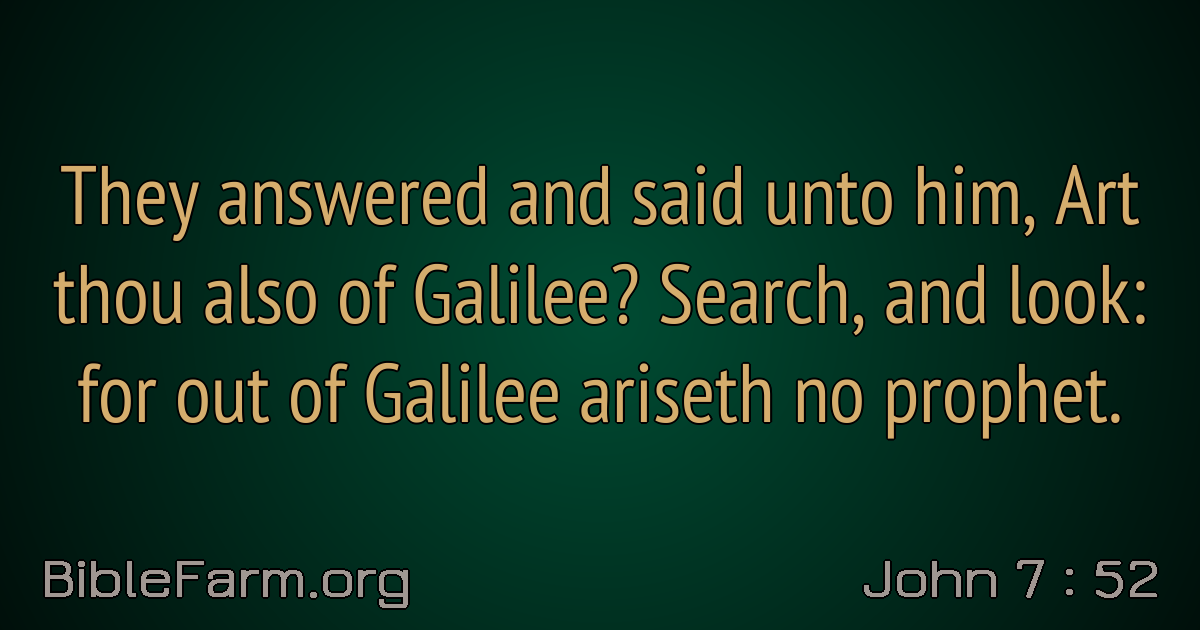 They answered and said unto him, Art
thou also of Galilee? Search, and look:
for out of Galilee ariseth no prophet.
BibleFarm.org
John 7 : 52